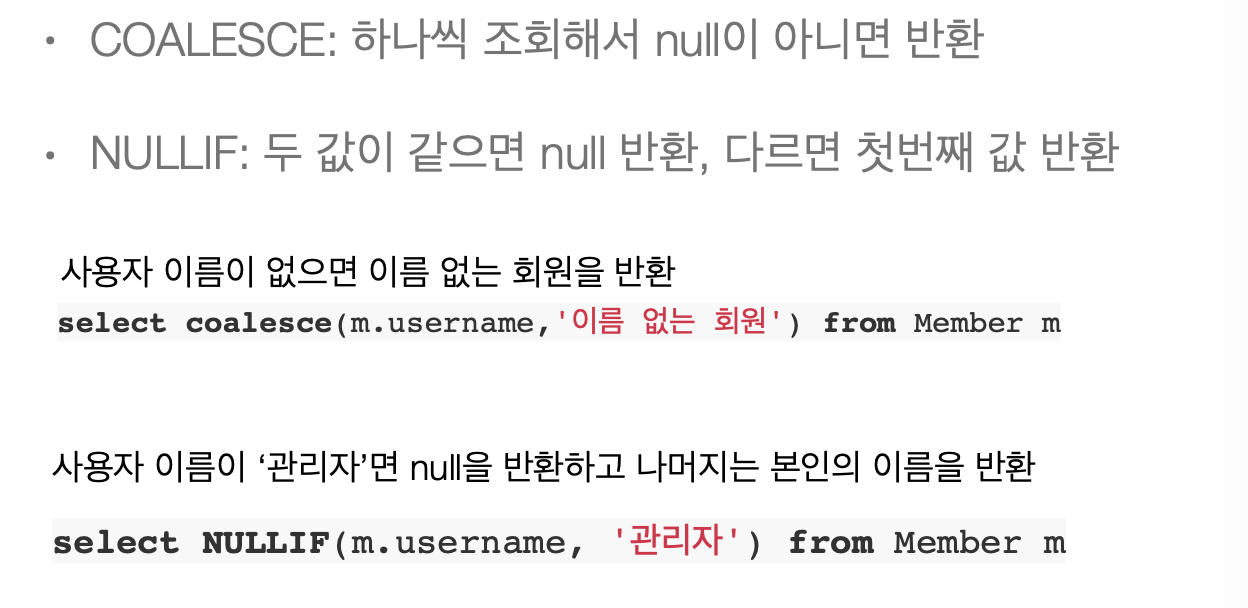 • COALESCE: 하나씩 조회해서 null이 아니면 반환
• NULLIF: 두 값이 같으면 null 반환, 다르면 첫번째 값 반환
사용자 이름이 없으면 이름 없는 회원을 반환
select coalesce(m.username,'이름 없는 회원') from Member m
사용자 이름이 ‘관리자’면 null을 반환하고 나머지는 본인의 이름을 반환
select NULLIF(m.username, '관리자') from Member m